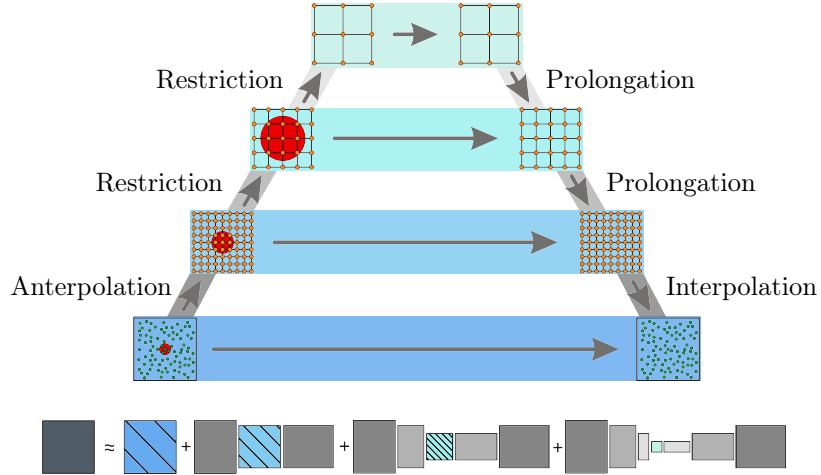 Restriction Prolongation
Restriction Prolongation
Anterpolation Interpolation
≈ + + +